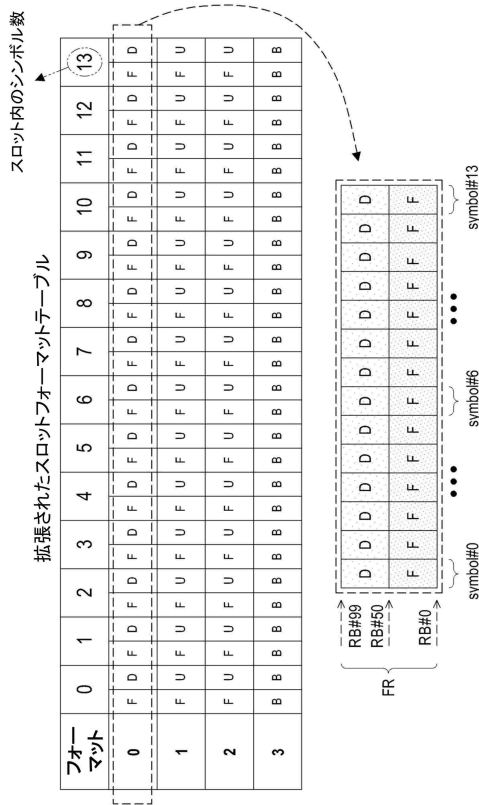 スロット内のシンボル数
拡張されたスロットフォーマットテーブル
フォーマット 0 1 2 3 4 5 6 7 8 9 10 11 12 13
0 F D F D F D F D F D F D F D F D F D F D F D F D F D F D
1 F U F U F U F U F U F U F U F U F U F U F U F U F U F U
2 F U F U F U F U F U F U F U F U F U F U F U F U F U F U
3 B B B B B B B B B B B B B B B B B B B B B B B B B B B B
RB#99
D D D D D D D D D D D D D D
RB#50
F F F F F F F F F F F F F F
RB#0
FR
symbol#0 ••• symbol#6 ••• symbol#13